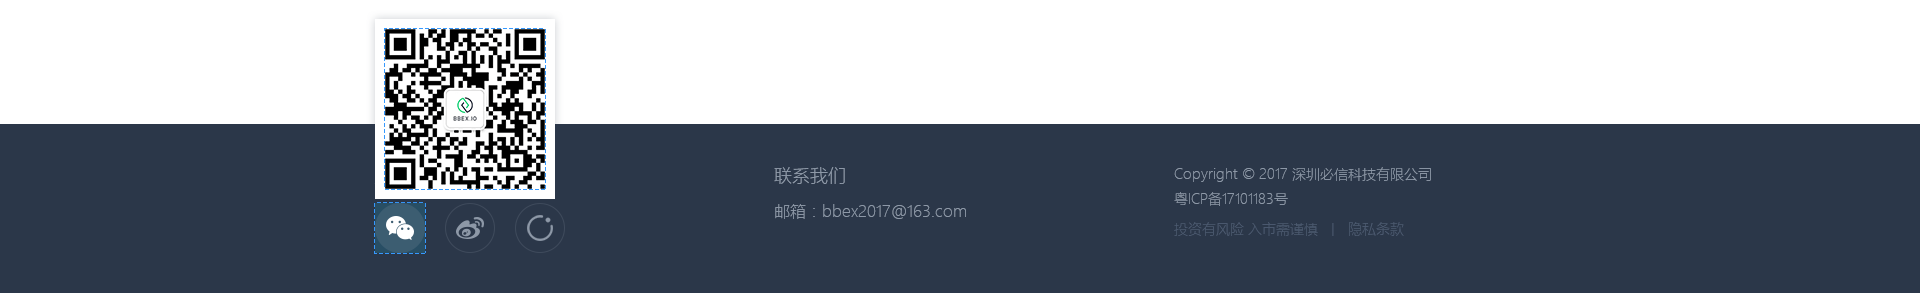 BBEX.IO
联系我们
邮箱：bbex2017@163.com
Copyright © 2017 深圳必信科技有限公司
粤ICP备17101183号
投资有风险 入市需谨慎 | 隐私条款